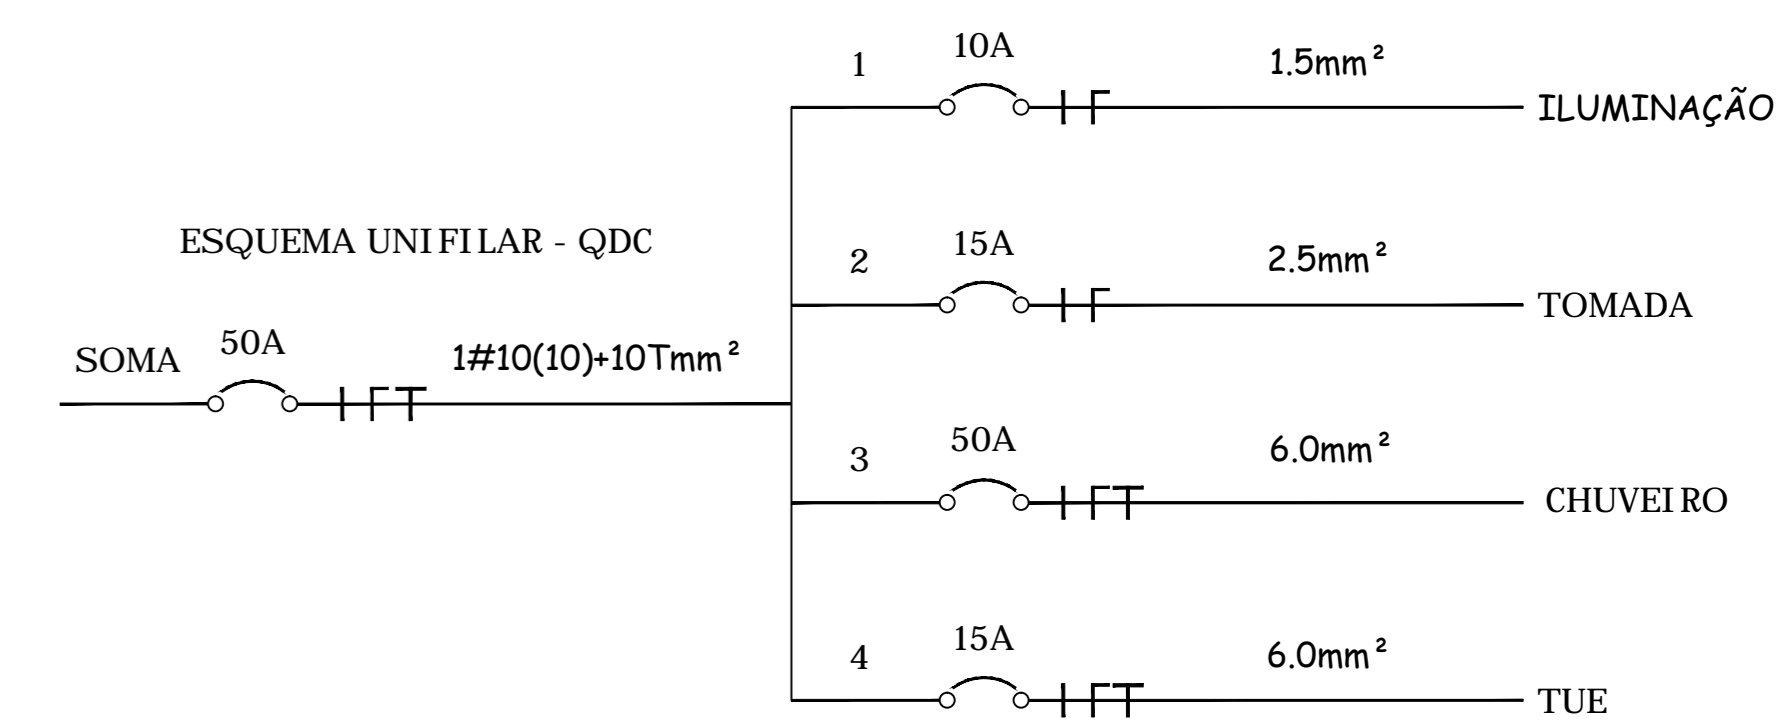 ESQUEMA UNIFILAR - QDC
SOMA 50A 1#10(10)+10Tmm²
1 10A 1.5mm² ILUMINAÇÃO
2 15A 2.5mm² TOMADA
3 50A 6.0mm² CHUVEIRO
4 15A 6.0mm² TUE